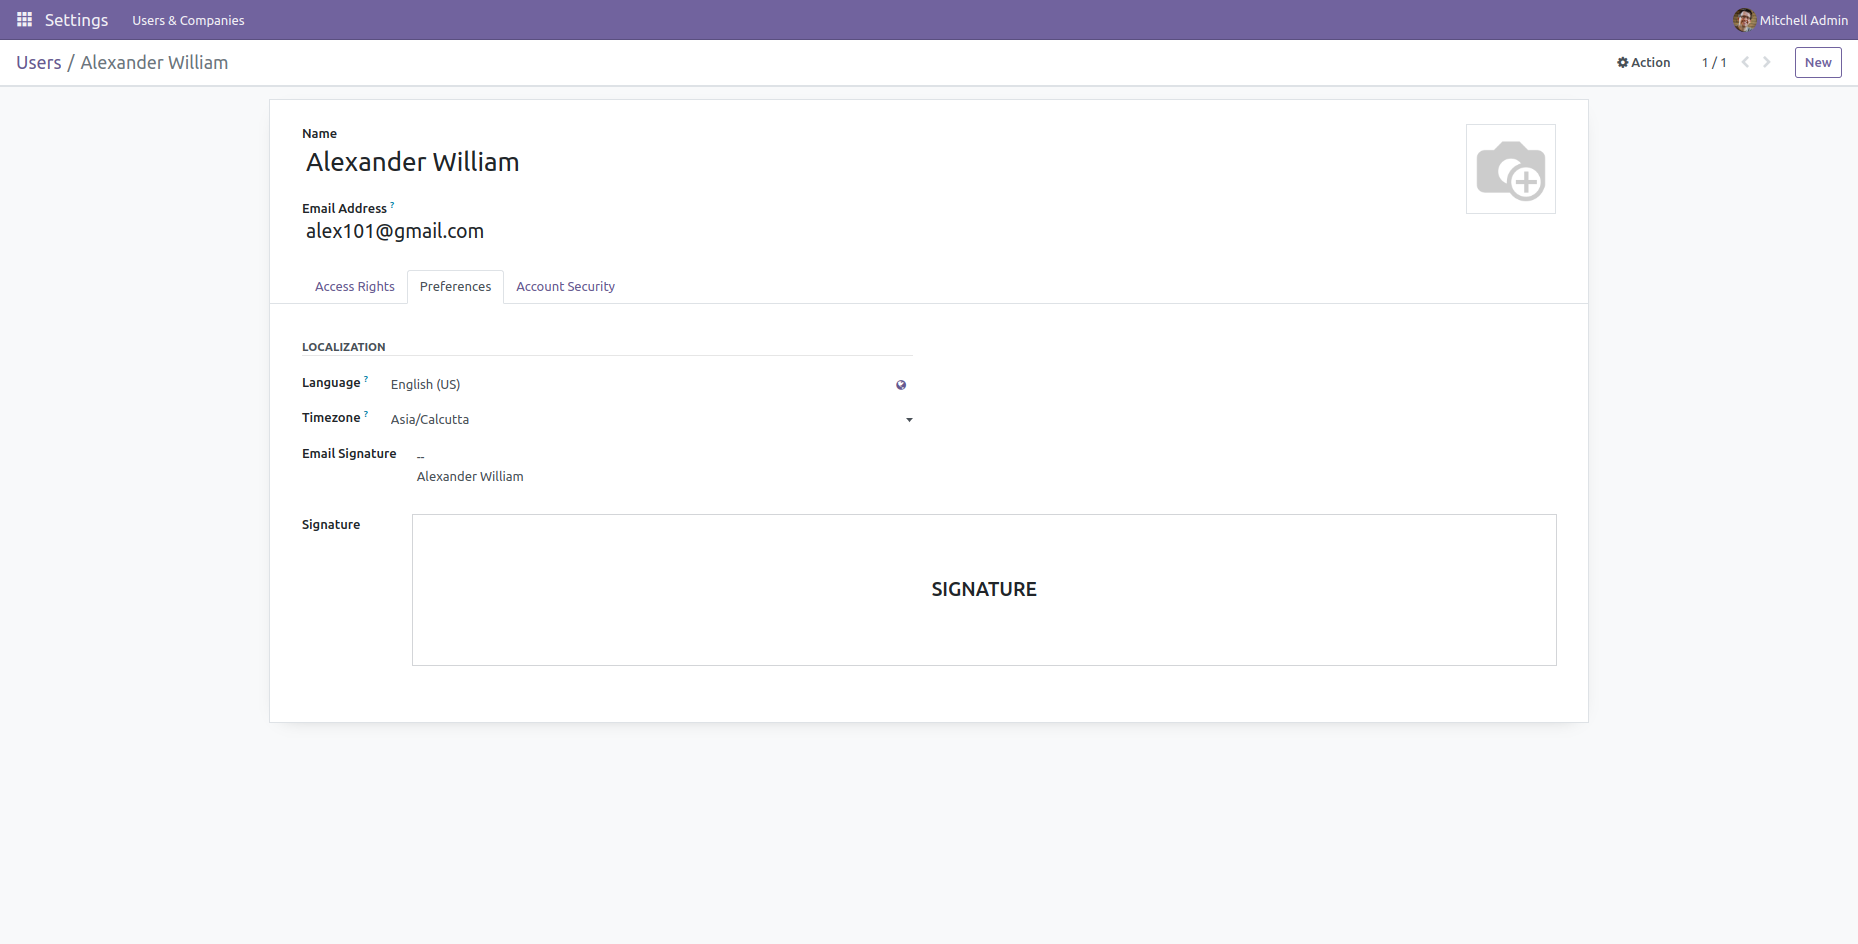 Settings Users & Companies Mitchell Admin
Users / Alexander William Action 1 / 1 New
Name
Alexander William
Email Address ?
alex101@gmail.com
Access Rights Preferences Account Security
LOCALIZATION
Language ? English (US)
Timezone ? Asia/Calcutta
Email Signature --
Alexander William
Signature
SIGNATURE